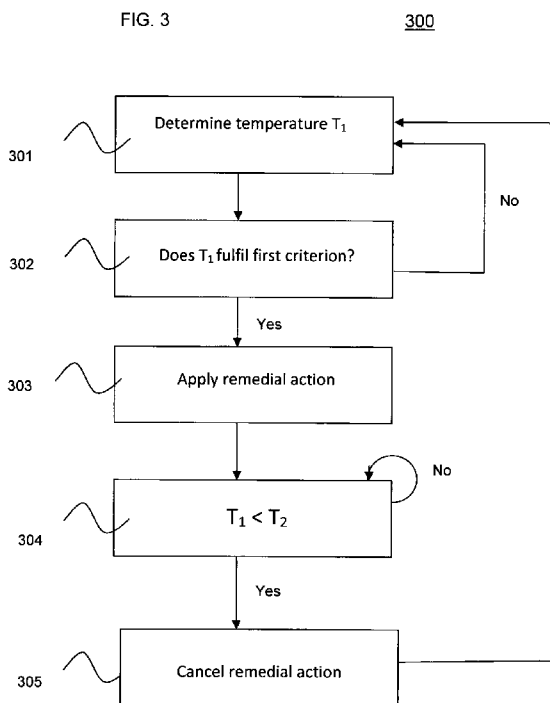 FIG. 3
300
Determine temperature T₁
301
No
Does T₁ fulfil first criterion?
302
Yes
Apply remedial action
303
No
T₁ < T₂
304
Yes
Cancel remedial action
305